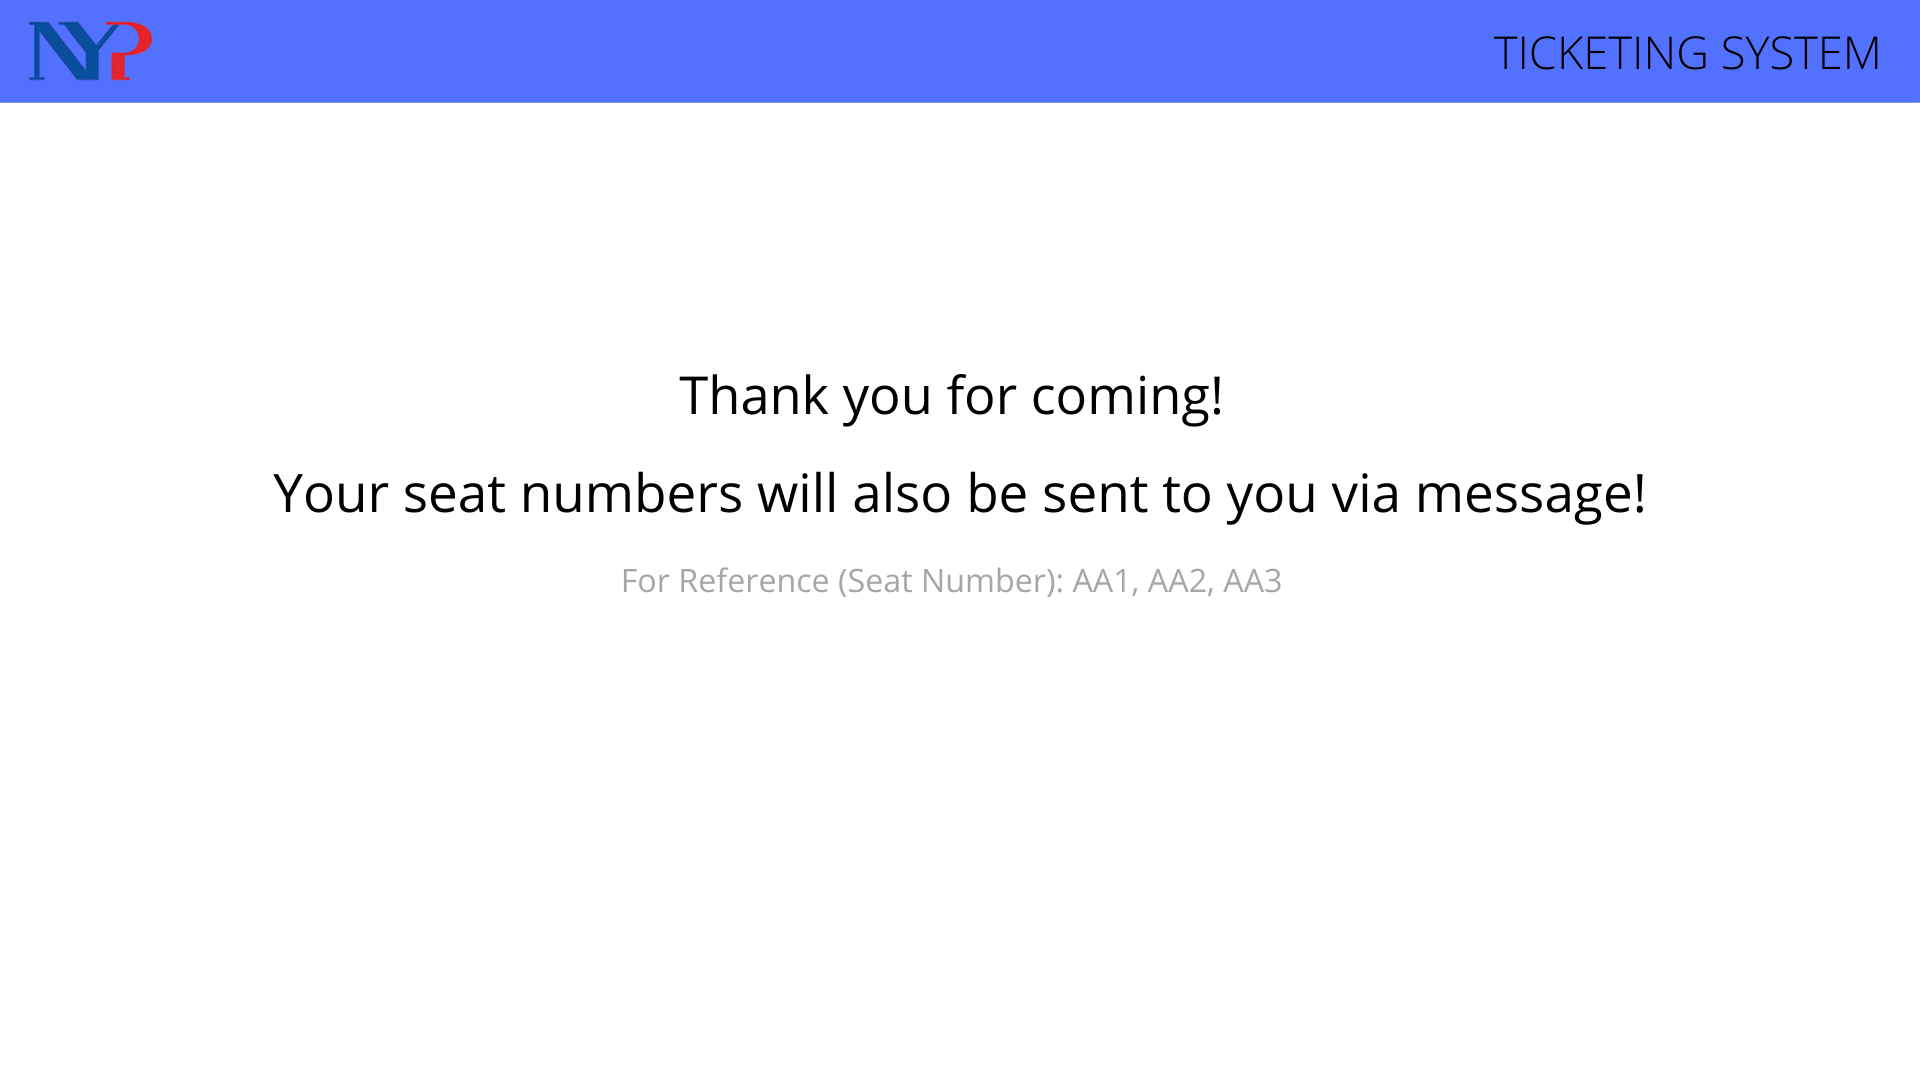 NYP
TICKETING SYSTEM
Thank you for coming!
Your seat numbers will also be sent to you via message!
For Reference (Seat Number): AA1, AA2, AA3